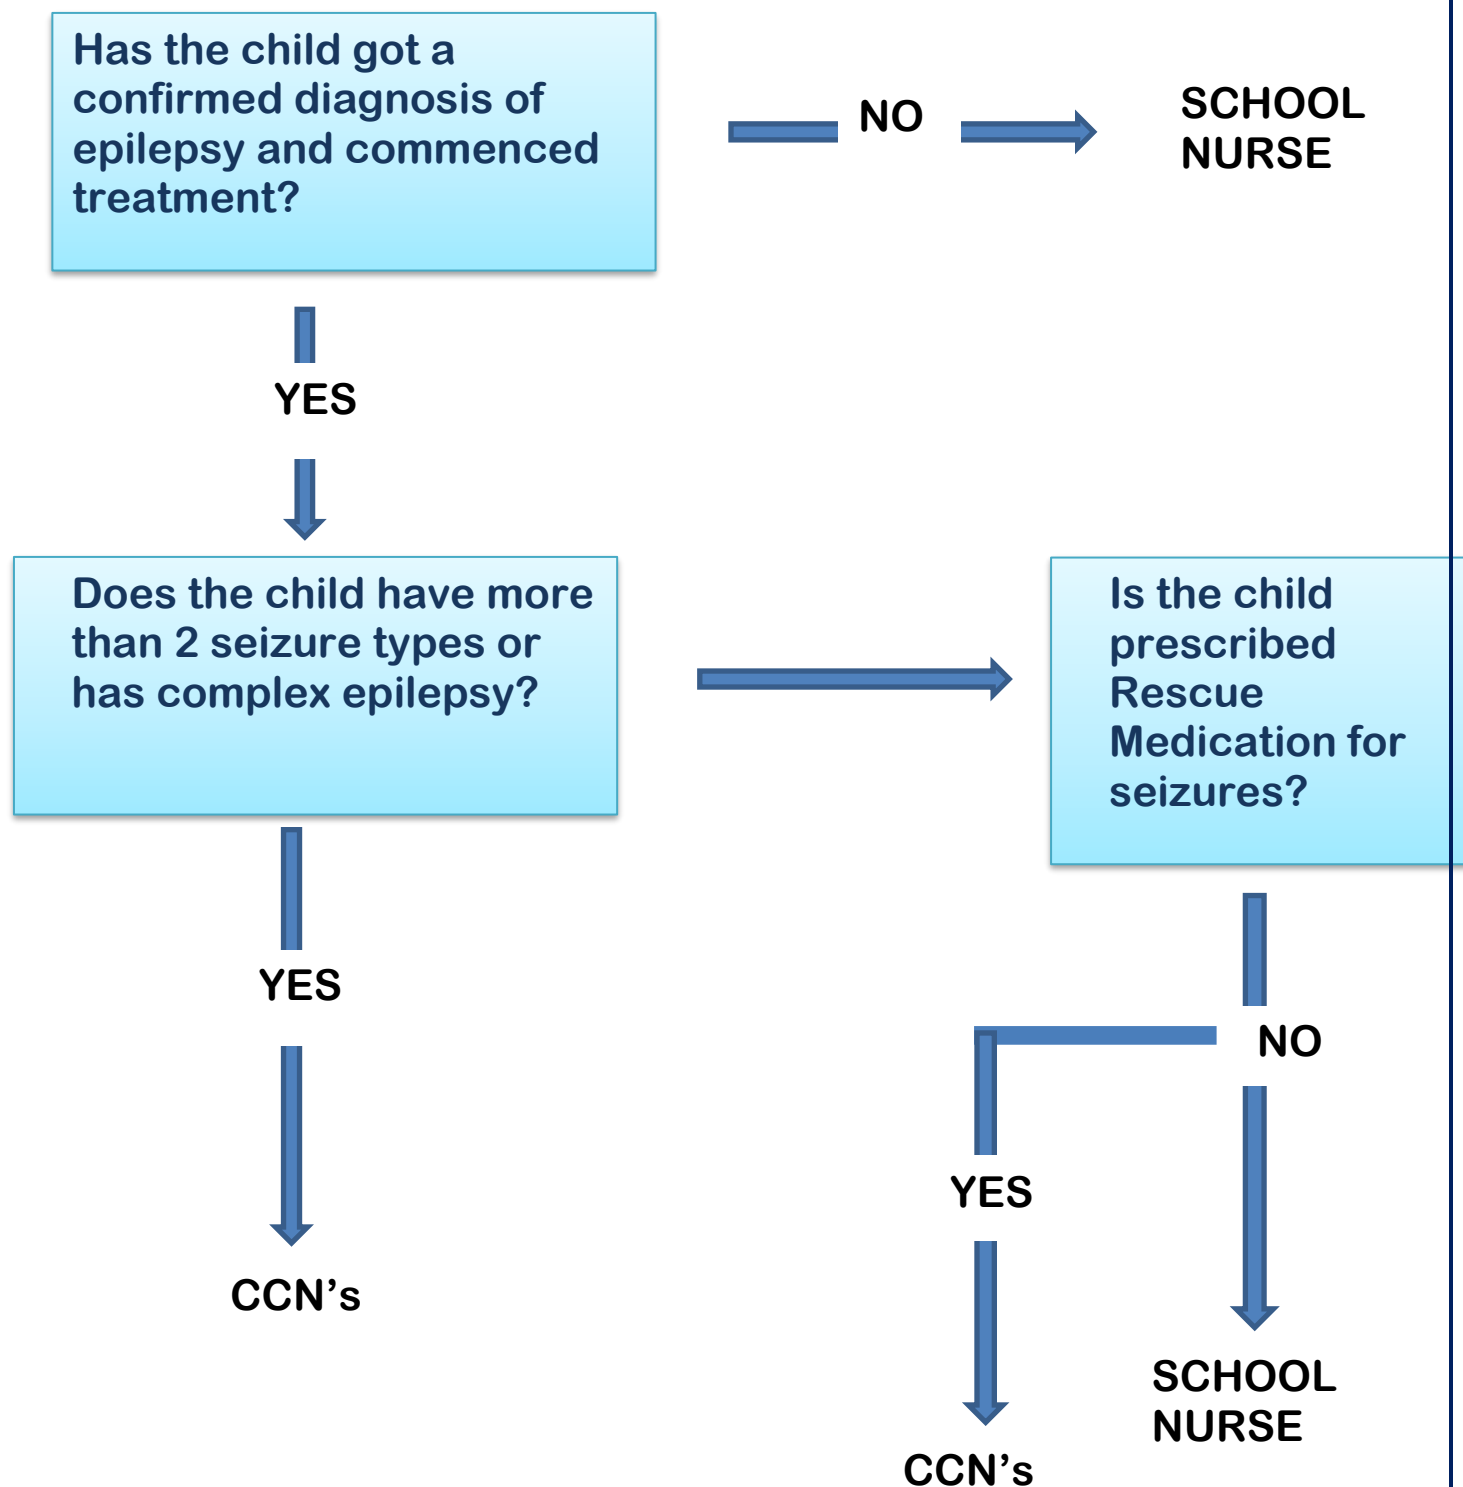 Has the child got a
confirmed diagnosis of
epilepsy and commenced
treatment?
NO
SCHOOL
NURSE
YES
Does the child have more
than 2 seizure types or
has complex epilepsy?
Is the child
prescribed
Rescue
Medication for
seizures?
YES
NO
YES
CCN’s
SCHOOL
NURSE
CCN’s